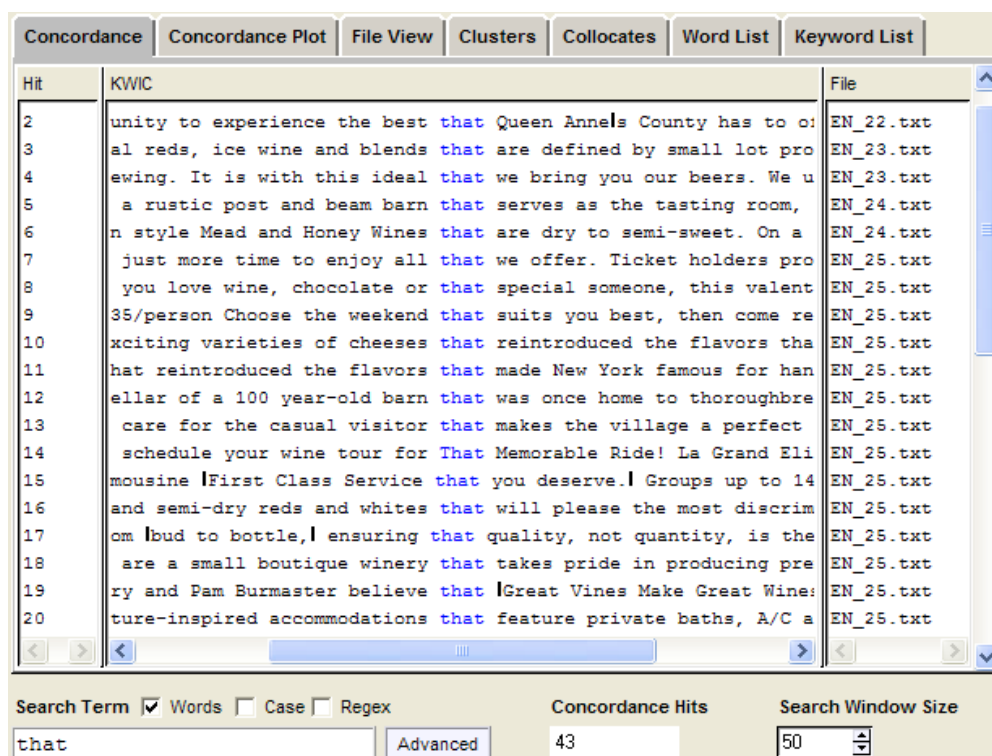 Concordance Concordance Plot File View Clusters Collocates Word List Keyword List
Hit KWIC File
2 unity to experience the best that Queen Anne s County has to EN_22.txt
3 al reds, ice wine and blends that are defined by small lot pro EN_23.txt
4 ewing. It is with this ideal that we bring you our beers. We u EN_23.txt
5 a rustic post and beam barn that serves as the tasting room, EN_24.txt
6 n style Mead and Honey Wines that are dry to semi-sweet. On a EN_24.txt
7 just more time to enjoy all that we offer. Ticket holders pro EN_25.txt
8 you love wine, chocolate or that special someone, this valent EN_25.txt
9 35/person Choose the weekend that suits you best, then come re EN_25.txt
10 xciting varieties of cheeses that reintroduced the flavors tha EN_25.txt
11 hat reintroduced the flavors that made New York famous for han EN_25.txt
12 ellar of a 100 year-old barn that was once home to thoroughbre EN_25.txt
13 care for the casual visitor that makes the village a perfect EN_25.txt
14 schedule your wine tour for That Memorable Ride! La Grand Eli EN_25.txt
15 mousine First Class Service that you deserve. Groups up to 14 EN_25.txt
16 and semi-dry reds and whites that will please the most discrim EN_25.txt
17 om bud to bottle, ensuring that quality, not quantity, is the EN_25.txt
18 are a small boutique winery that takes pride in producing pre EN_25.txt
19 ry and Pam Burmaster believe that Great Vines Make Great Wine EN_25.txt
20 ture-inspired accommodations that feature private baths, A/C a EN_25.txt
Search Term Words Case Regex Concordance Hits Search Window Size
that Advanced 43 50